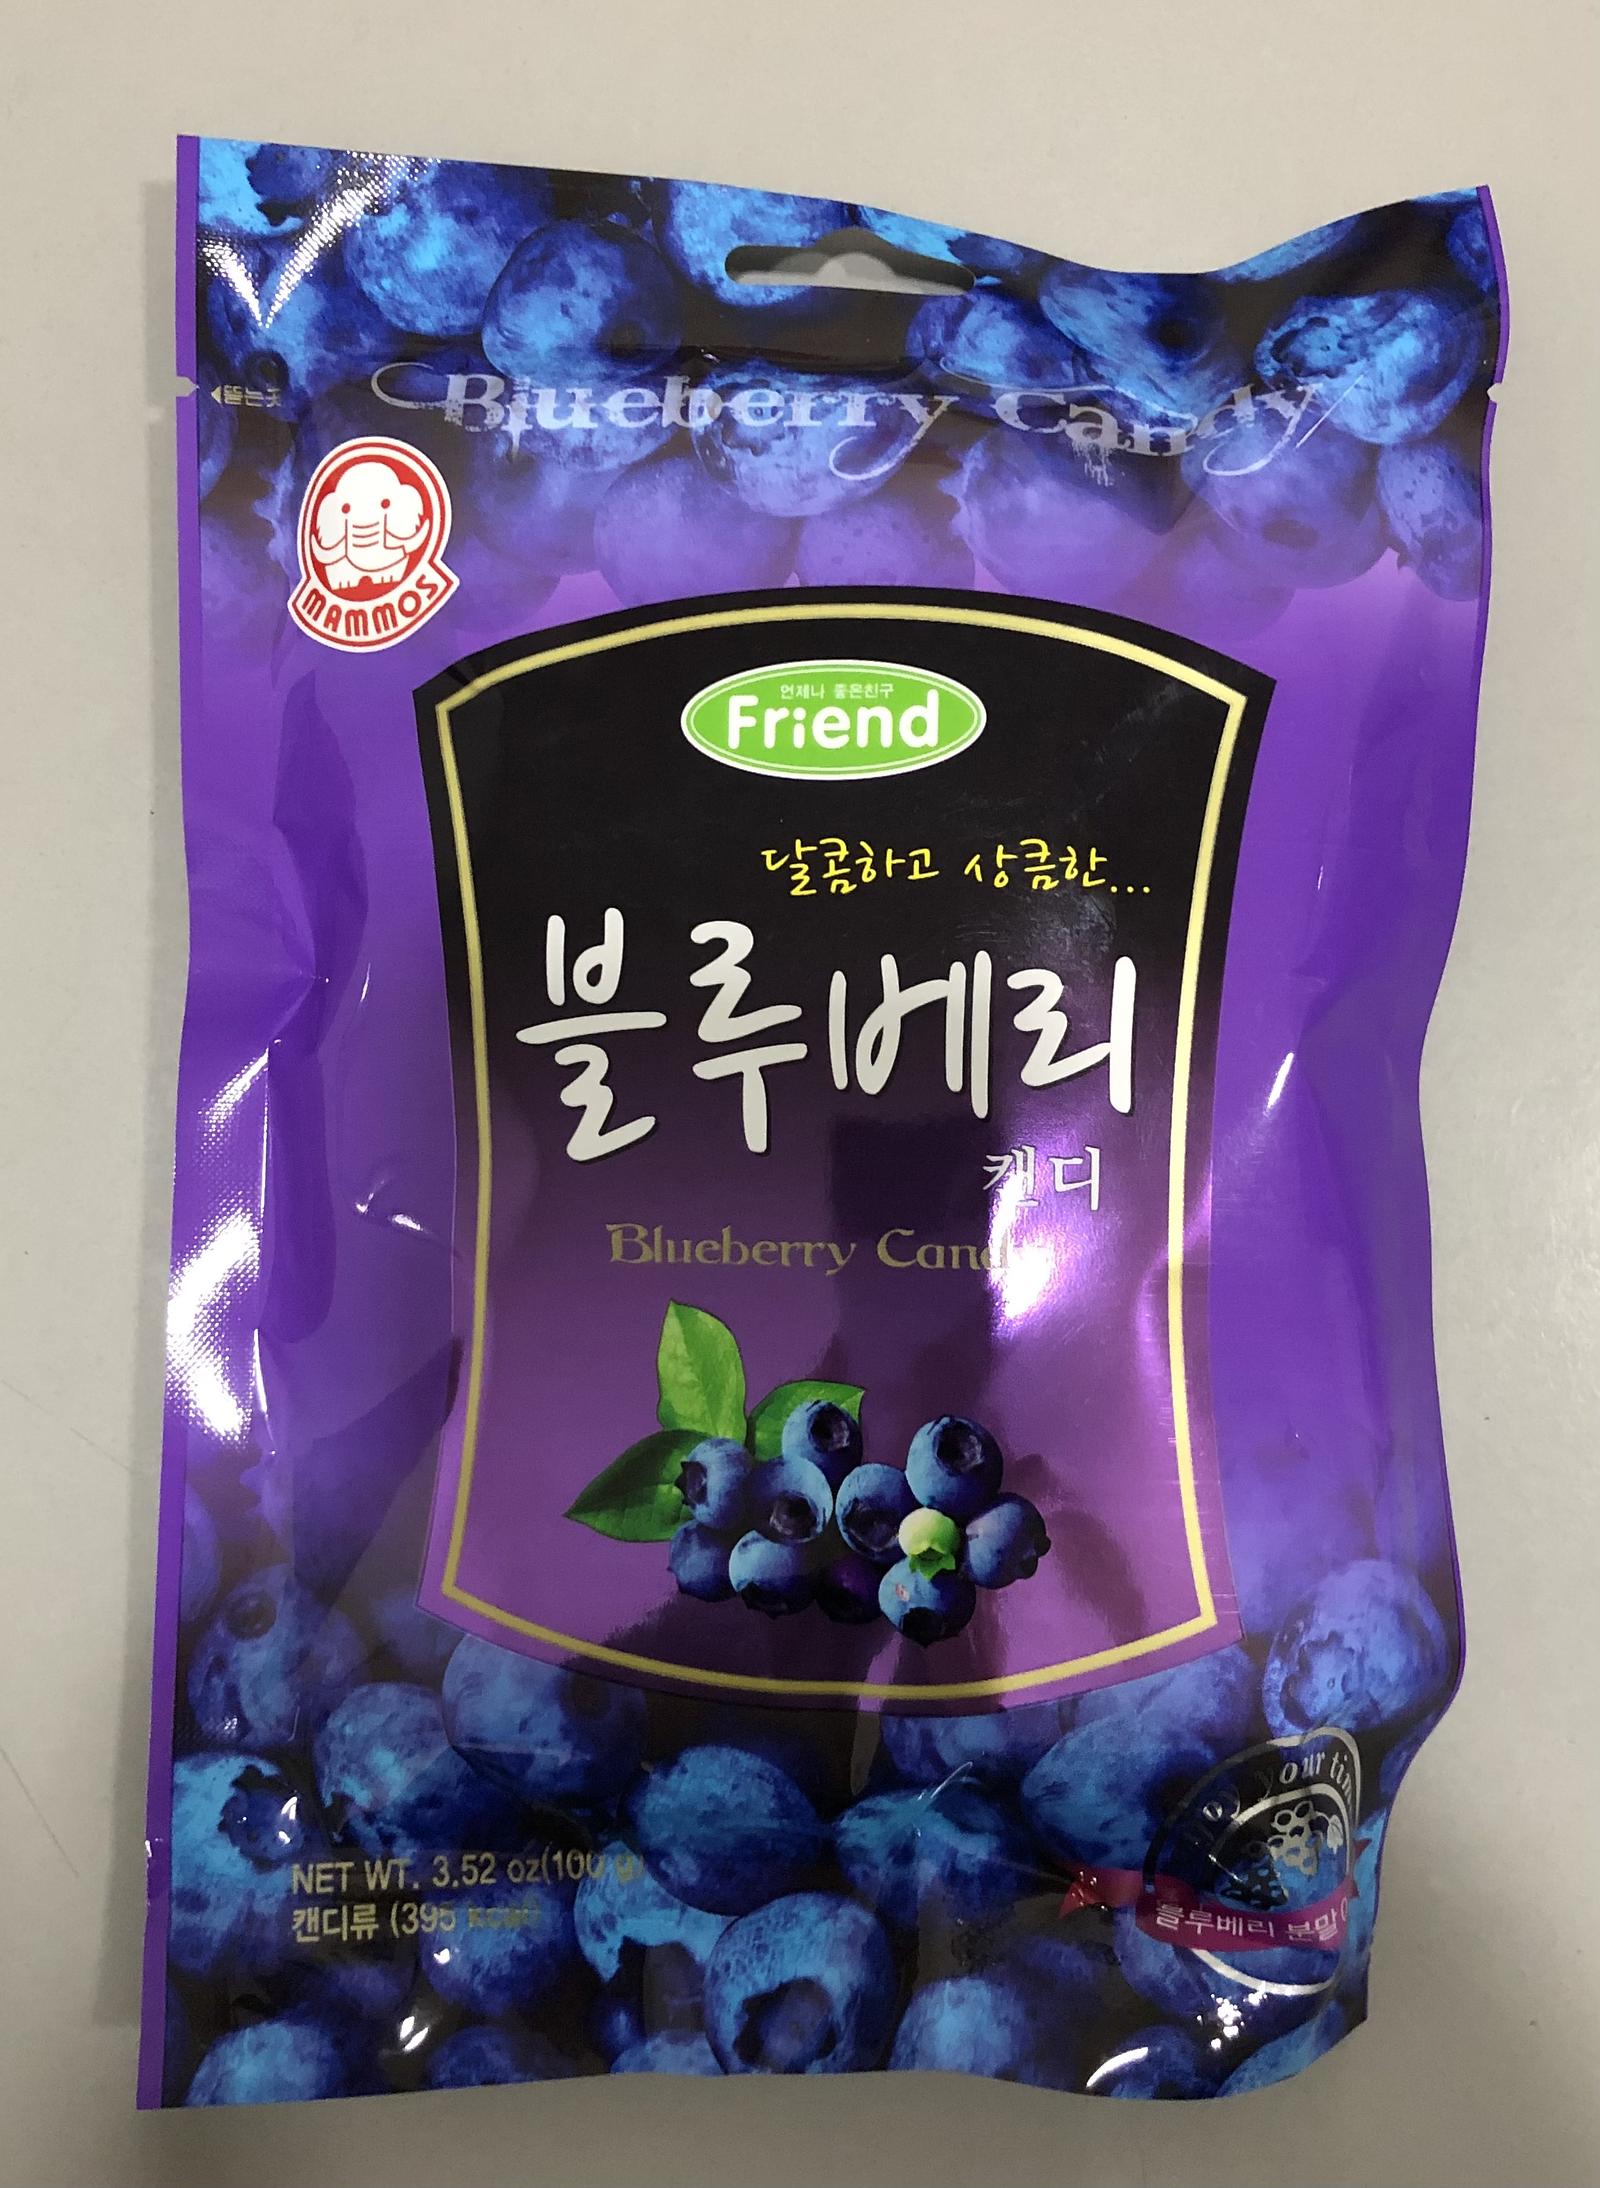 Blueberry Candy
◀뜯는곳
MAMMOS
언제나 좋은친구
Friend
달콤하고 상큼한...
블루베리
캔디
Blueberry Cand
your
NET WT. 3.52 oz(100 g)
캔디류 (395 kcal)
블루베리 분말